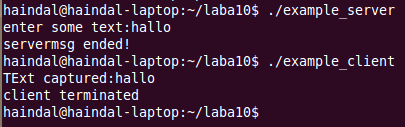 haindal@haindal-laptop:~/laba10$ ./example_server
enter some text:hallo
servermsg ended!
haindal@haindal-laptop:~/laba10$ ./example_client
TExt captured:hallo
client terminated
haindal@haindal-laptop:~/laba10$